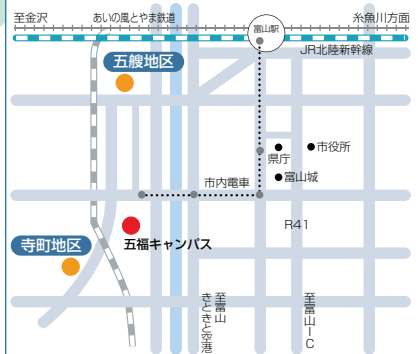 至金沢
あいの風とやま鉄道
富山駅
糸魚川方面
JR北陸新幹線
五艘地区
県庁
市役所
富山城
市内電車
R41
五福キャンパス
寺町地区
至富山
きときと空港
至富山IC